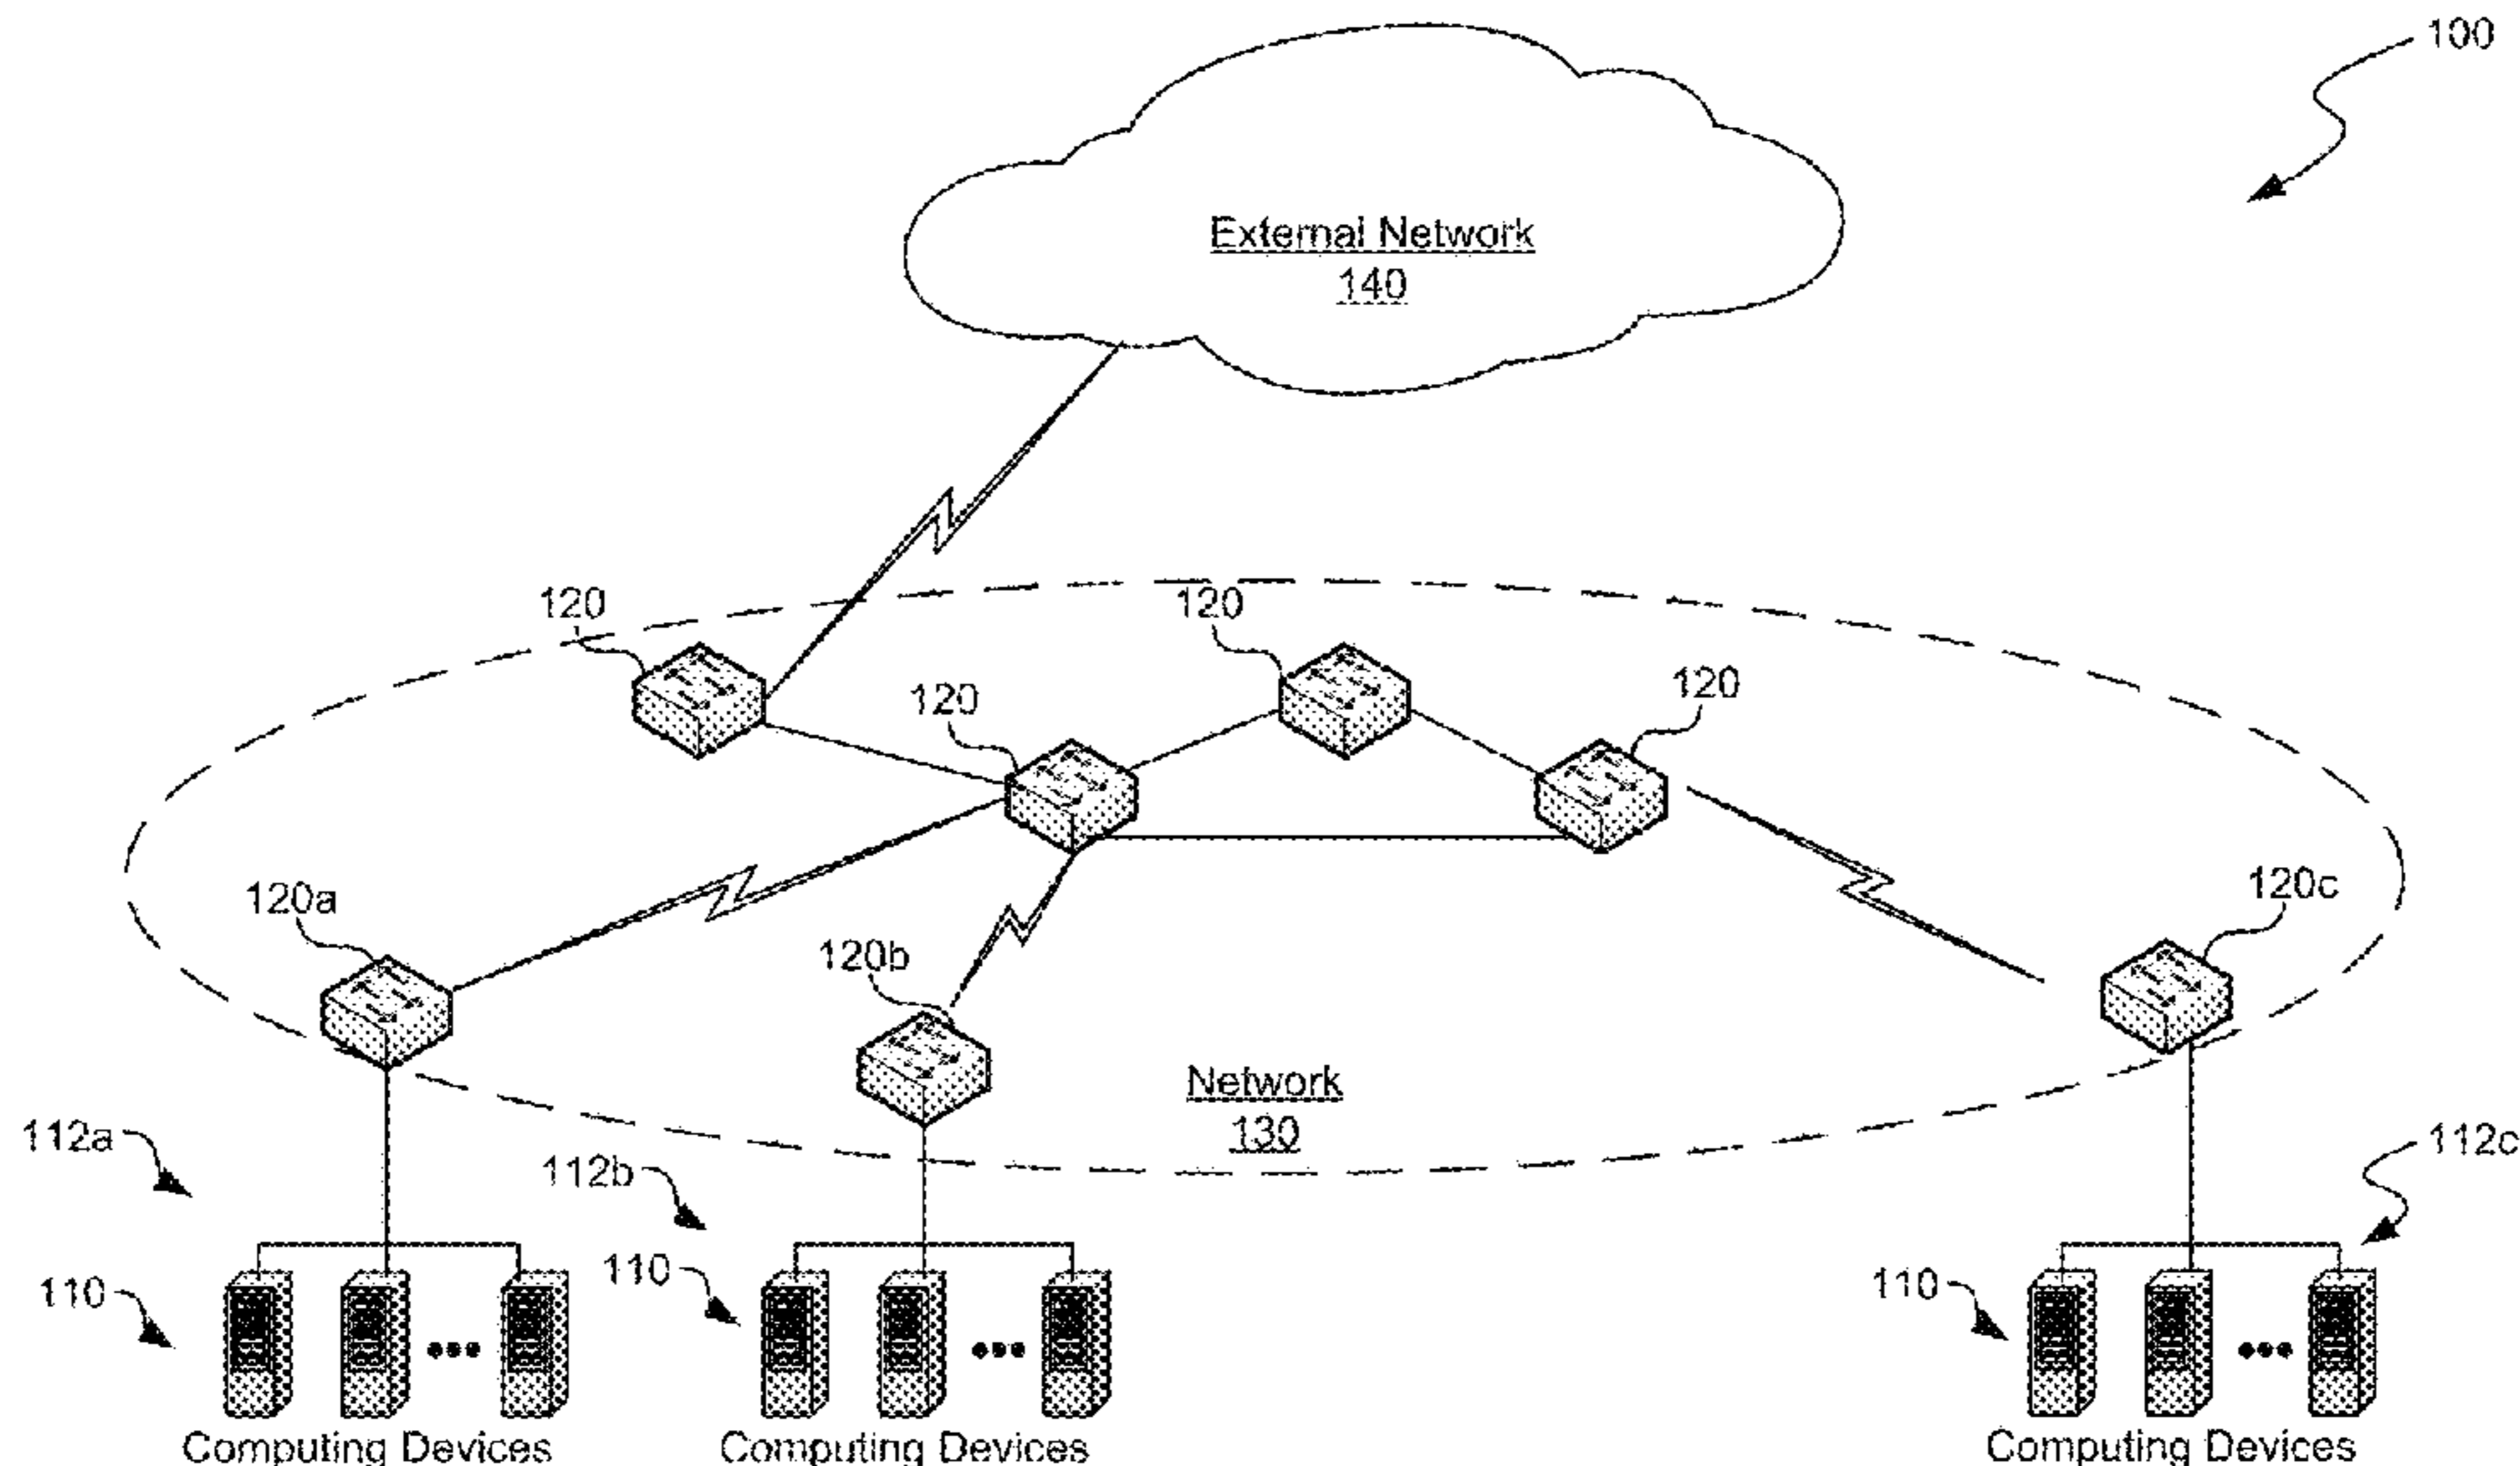 100
External Network
140
120
120
120
120
120a
120b
120c
Network
130
112a
112b
112c
110
110
110
Computing Devices
Computing Devices
Computing Devices